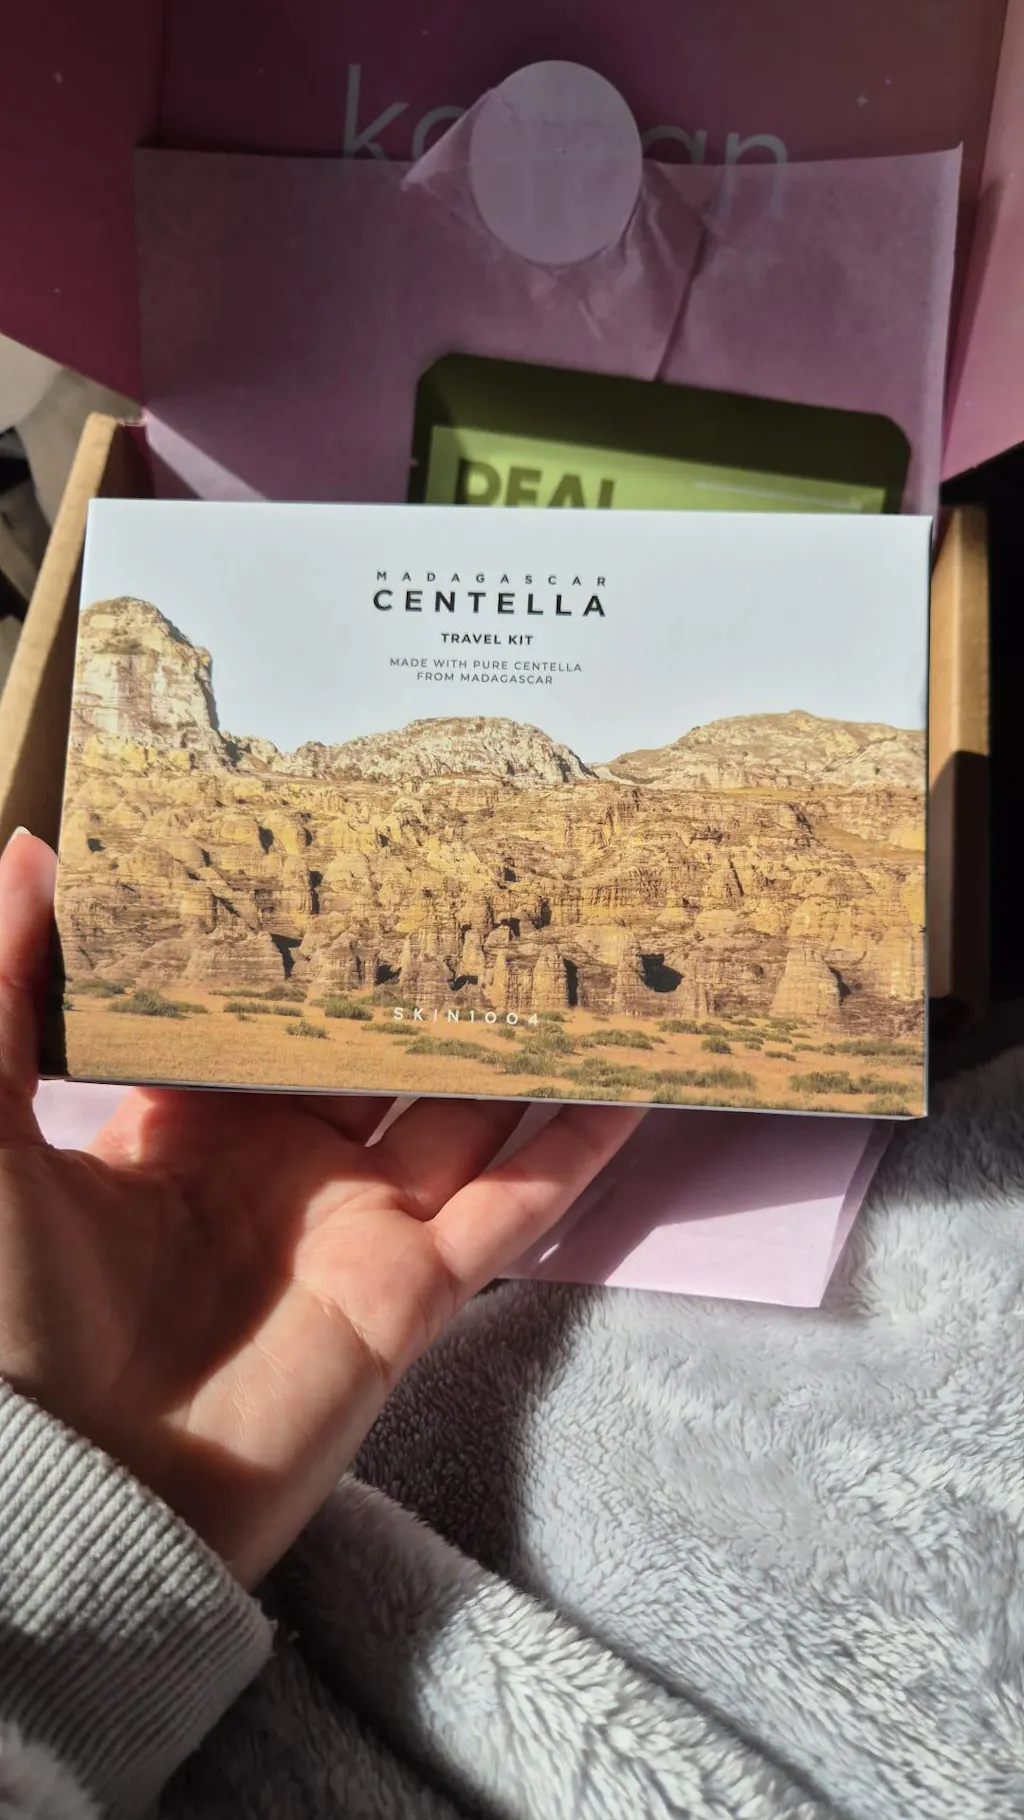 MADAGASCAR
CENTELLA
TRAVEL KIT
MADE WITH PURE CENTELLA
FROM MADAGASCAR
SKIN1004